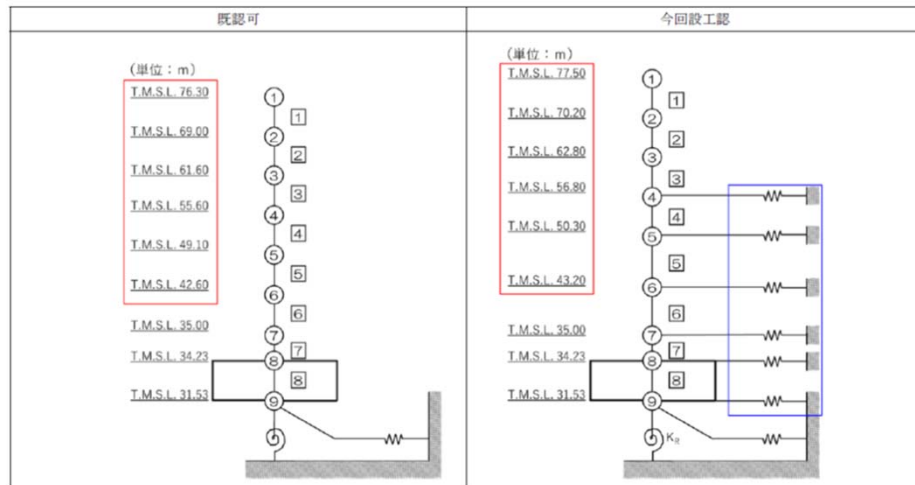 既認可
今回設工認
(単位：m)
T.M.S.L. 76.30
T.M.S.L. 69.00
T.M.S.L. 61.60
T.M.S.L. 55.60
T.M.S.L. 49.10
T.M.S.L. 42.60
T.M.S.L. 35.00
T.M.S.L. 34.23
T.M.S.L. 31.53
①
1
②
2
③
3
④
4
⑤
5
⑥
6
⑦
7
⑧
8
⑨
(単位：m)
T.M.S.L. 77.50
T.M.S.L. 70.20
T.M.S.L. 62.80
T.M.S.L. 56.80
T.M.S.L. 50.30
T.M.S.L. 43.20
T.M.S.L. 35.00
T.M.S.L. 34.23
T.M.S.L. 31.53
①
1
②
2
③
3
④
4
⑤
5
⑥
6
⑦
7
⑧
8
⑨
KR